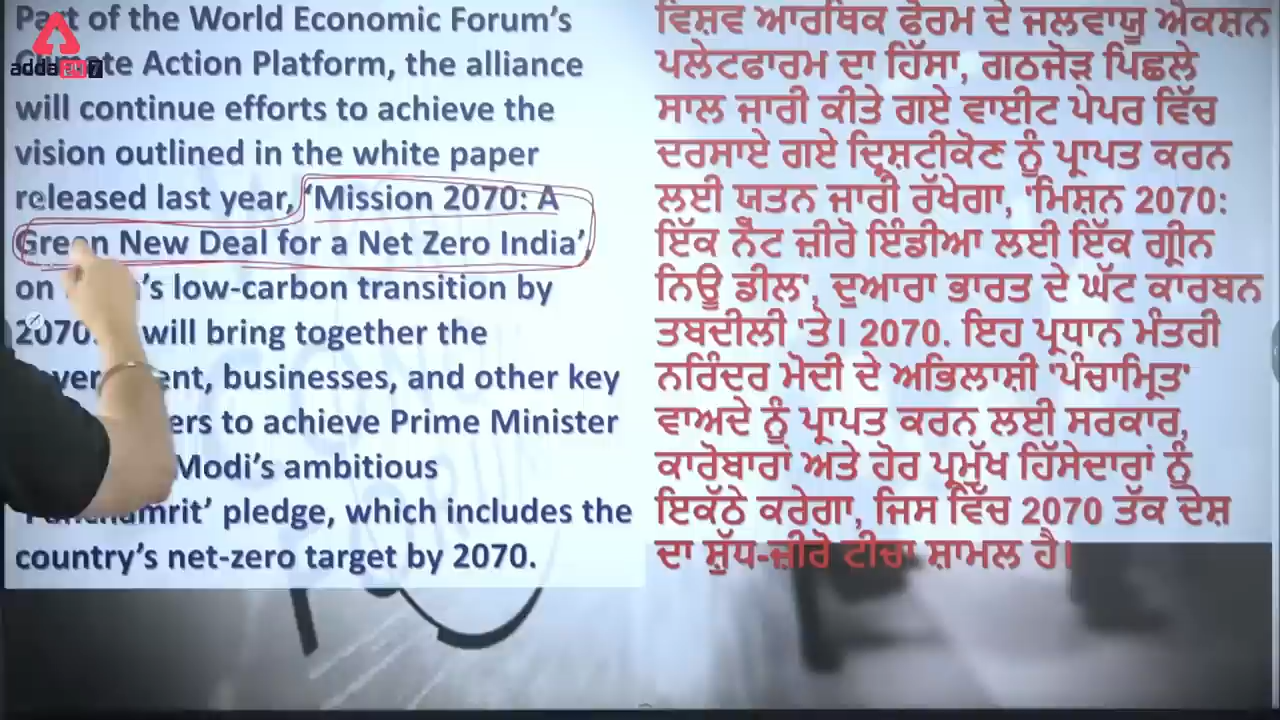 Part of the World Economic Forum’s
Action Platform, the alliance
will continue efforts to achieve the
vision outlined in the white paper
released last year, ‘Mission 2070: A
Green New Deal for a Net Zero India’,
on ’s low-carbon transition by
2070. will bring together the
businesses, and other key
to achieve Prime Minister
Modi’s ambitious
pledge, which includes the
country’s net-zero target by 2070.
adda247
ਵਿਸ਼ਵ ਆਰਥਿਕ ਫੋਰਮ ਦੇ ਜਲਵਾਯੂ ਐਕਸ਼ਨ
ਪਲੇਟਫਾਰਮ ਦਾ ਹਿੱਸਾ, ਗਠਜੋੜ ਪਿਛਲੇ
ਸਾਲ ਜਾਰੀ ਕੀਤੇ ਗਏ ਵਾਈਟ ਪੇਪਰ ਵਿੱਚ
ਦਰਸਾਏ ਗਏ ਦ੍ਰਿਸ਼ਟੀਕੋਣ ਨੂੰ ਪ੍ਰਾਪਤ ਕਰਨ
ਲਈ ਯਤਨ ਜਾਰੀ ਰੱਖੇਗਾ, 'ਮਿਸ਼ਨ 2070:
ਇੱਕ ਨੈੱਟ ਜ਼ੀਰੋ ਇੰਡੀਆ ਲਈ ਇੱਕ ਗ੍ਰੀਨ
ਨਿਊ ਡੀਲ', ਦੁਆਰਾ ਭਾਰਤ ਦੇ ਘੱਟ ਕਾਰਬਨ
ਤਬਦੀਲੀ 'ਤੇ। 2070. ਇਹ ਪ੍ਰਧਾਨ ਮੰਤਰੀ
ਨਰਿੰਦਰ ਮੋਦੀ ਦੇ ਅਭਿਲਾਸ਼ੀ 'ਪੰਚਾਮ੍ਰਿਤ'
ਵਾਅਦੇ ਨੂੰ ਪ੍ਰਾਪਤ ਕਰਨ ਲਈ ਸਰਕਾਰ,
ਕਾਰੋਬਾਰਾਂ ਅਤੇ ਹੋਰ ਪ੍ਰਮੁੱਖ ਹਿੱਸੇਦਾਰਾਂ ਨੂੰ
ਇਕੱਠੇ ਕਰੇਗਾ, ਜਿਸ ਵਿੱਚ 2070 ਤੱਕ ਦੇਸ਼
ਦਾ ਸ਼ੁੱਧ-ਜ਼ੀਰੋ ਟੀਚਾ ਸ਼ਾਮਲ ਹੈ।